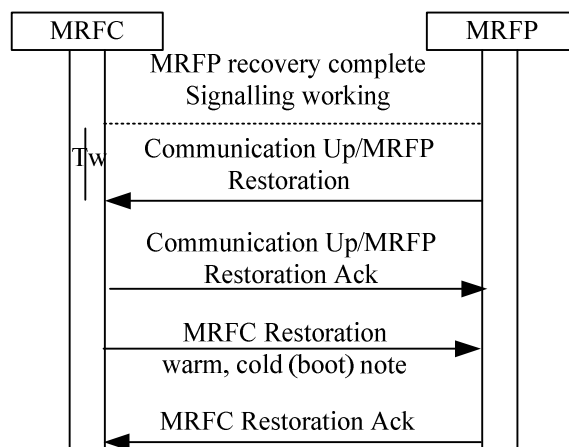 MRFC
MRFP
MRFP recovery complete
Signalling working
Tw
Communication Up/MRFP
Restoration
Communication Up/MRFP
Restoration Ack
MRFC Restoration
warm, cold (boot) note
MRFC Restoration Ack